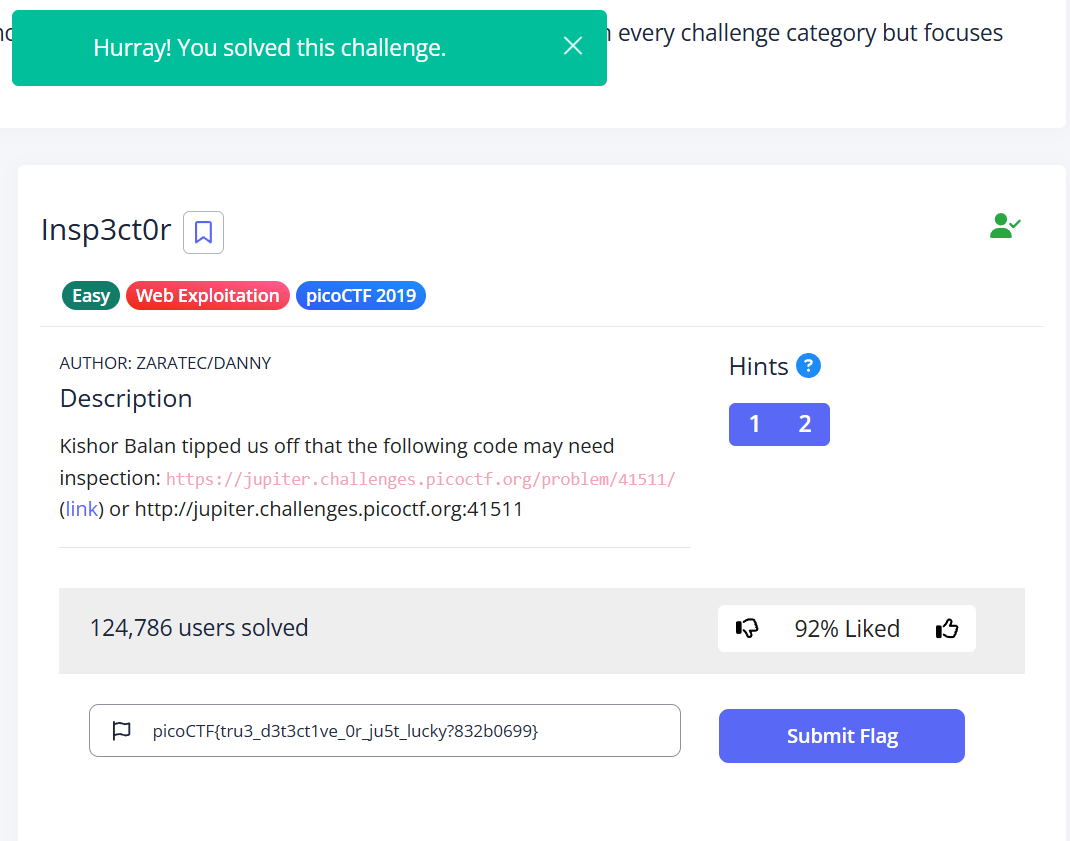 Hurray! You solved this challenge.
every challenge category but focuses
Insp3ct0r
Easy Web Exploitation picoCTF 2019
AUTHOR: ZARATEC/DANNY
Description
Kishor Balan tipped us off that the following code may need
inspection: https://jupiter.challenges.picoctf.org/problem/41511/
(link) or http://jupiter.challenges.picoctf.org:41511
Hints ?
1 2
124,786 users solved
92% Liked
picoCTF{tru3_d3t3ct1ve_0r_ju5t_lucky?832b0699}
Submit Flag